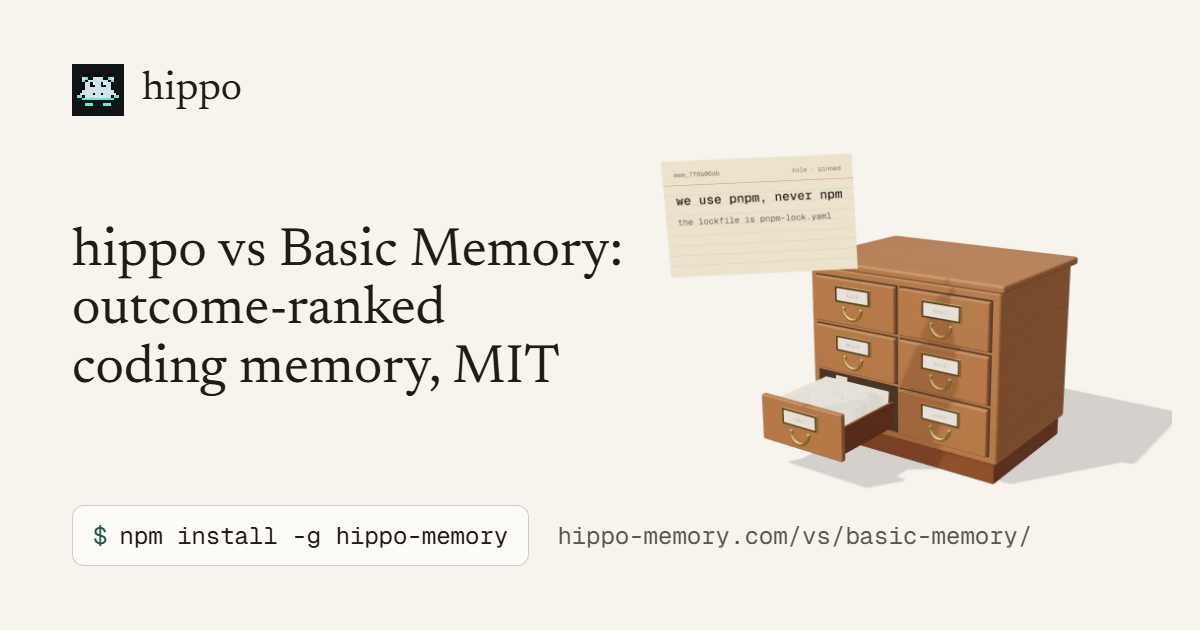 hippo
mem_7f6b06db
rule · pinned
we use pnpm, never npm
the lockfile is pnpm-lock.yaml
hippo vs Basic Memory:
outcome-ranked
coding memory, MIT
$ npm install -g hippo-memory
hippo-memory.com/vs/basic-memory/